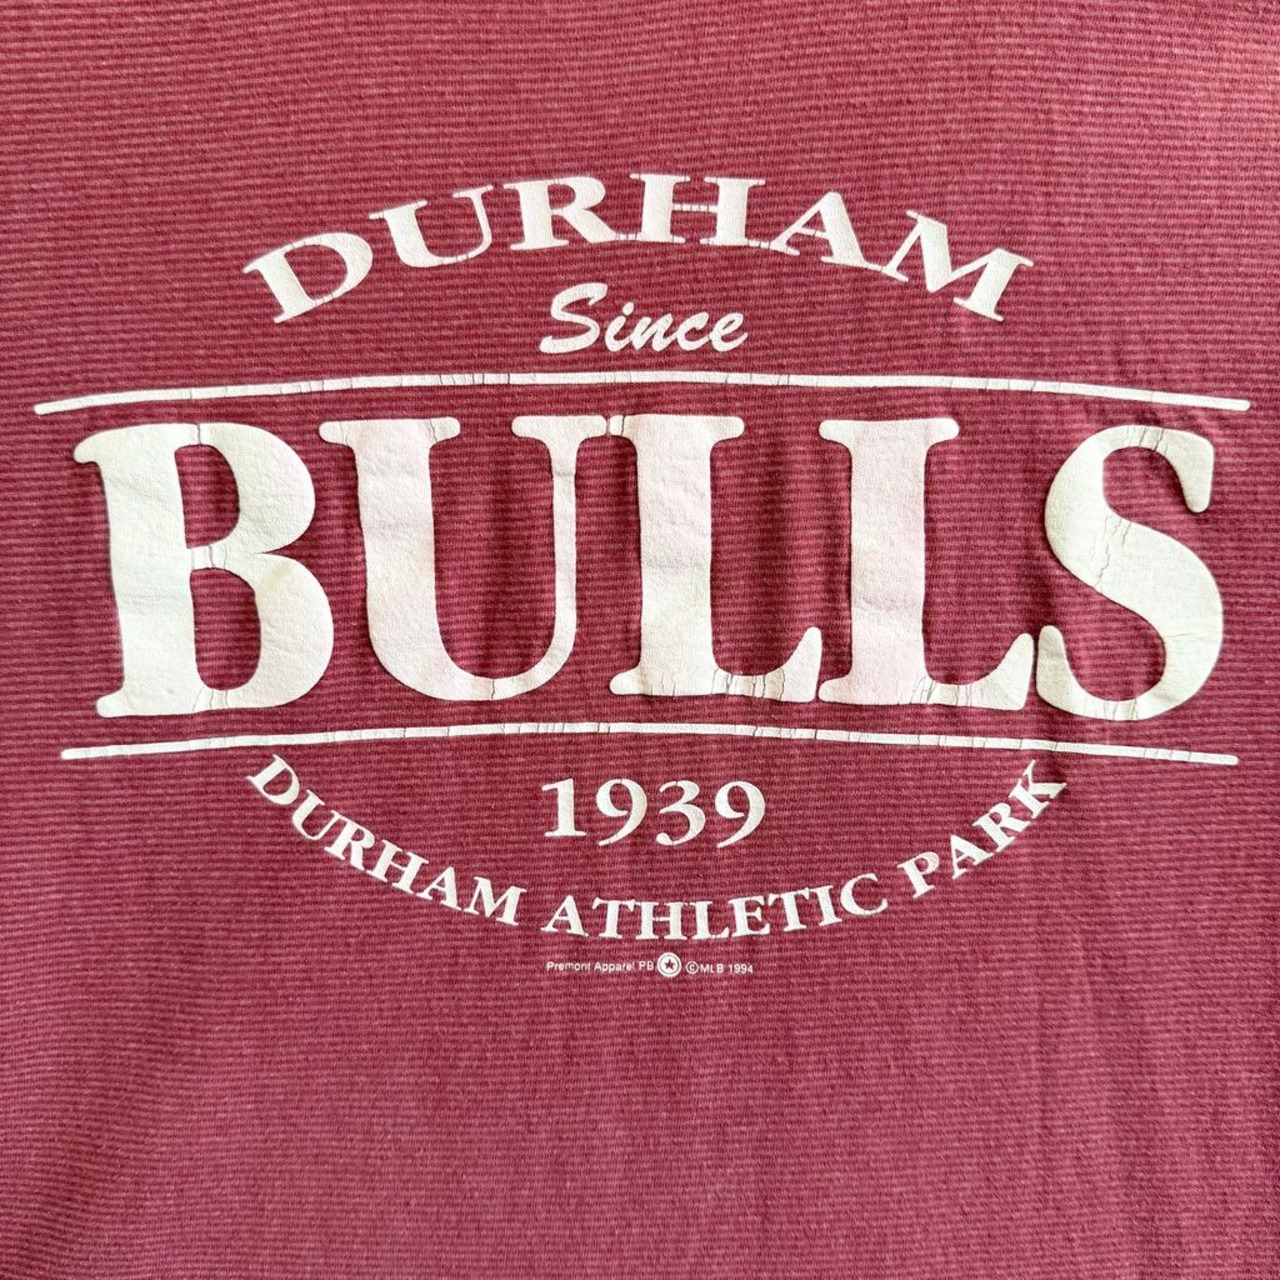 DURHAM
Since
BULLS
1939
DURHAM ATHLETIC PARK
Premont Apparel PB ©MLB 1994